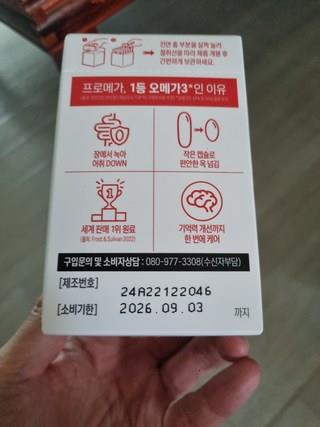 전면 홈 부분을 살짝 눌러
절취선을 따라 제품 개봉 후
간편하게 보관하세요.
프로메가, 1등 오메가3*인 이유
장에서 녹아
어취 DOWN
작은 캡슐로
편안한 목 넘김
세계 판매 1위 원료
(출처: Frost & Sullivan 2022)
기억력 개선까지
한 번에 케어
구입문의 및 소비자상담 : 080-977-3308(수신자부담)
[제조번호]
24A22122046
[소비기한] 2026.09.03 까지